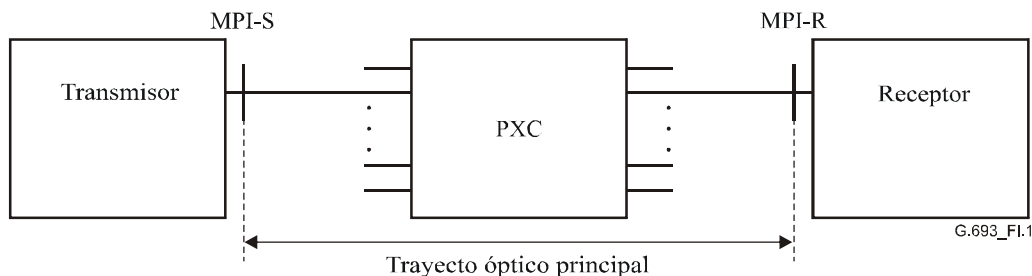 MPI-S
MPI-R
Transmisor
PXC
Receptor
G.693_FI.1
Trayecto óptico principal